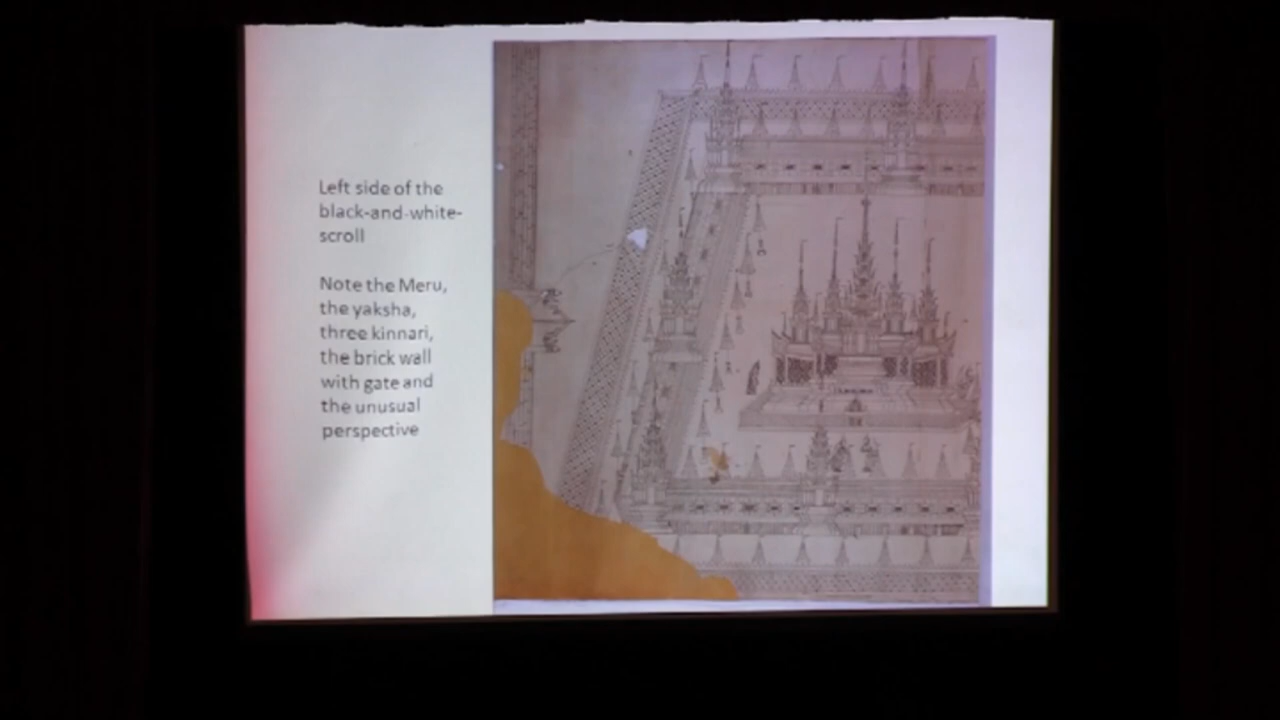 Left side of the
black-and-white-
scroll
Note the Meru,
the yaksha,
three kinnari,
the brick wall
with gate and
the unusual
perspective